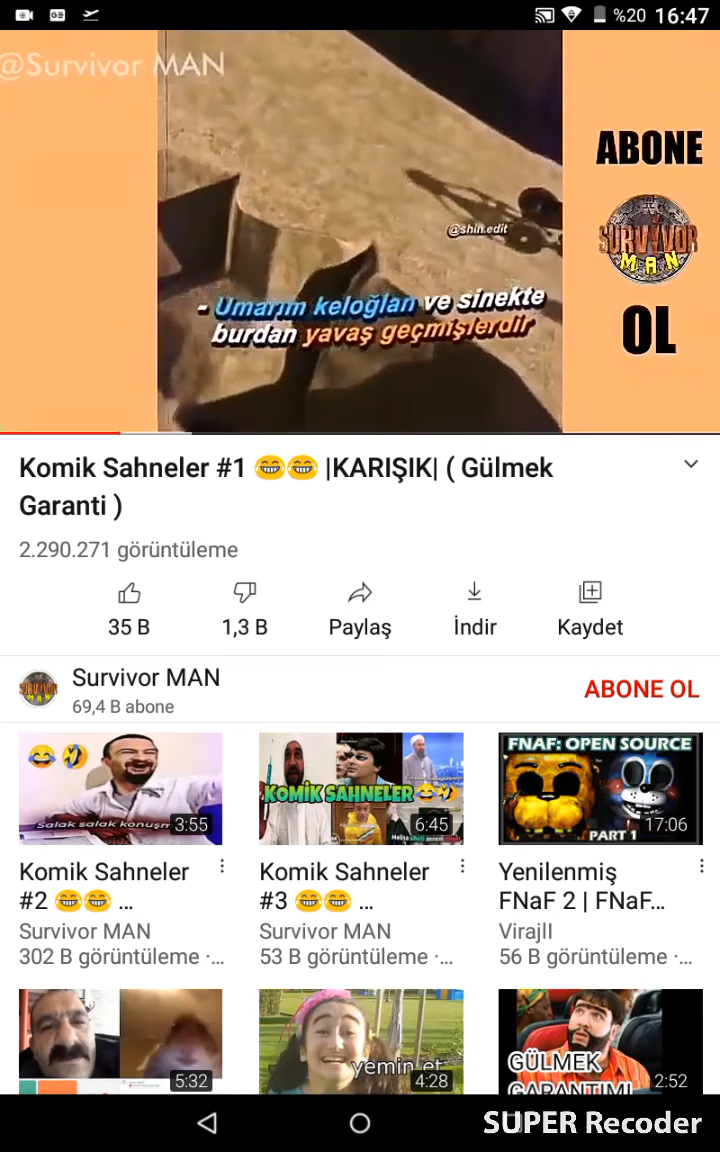 %20 16:47
@Survivor MAN
ABONE
SURVIVOR
MAN
OL
@shin.edit
- Umarım keloğlan ve sinekte
burdan yavaş geçmişlerdir
Komik Sahneler #1 😂😂 |KARIŞIK| ( Gülmek
Garanti )
2.290.271 görüntüleme
35 B
1,3 B
Paylaş
İndir
Kaydet
Survivor MAN
69,4 B abone
ABONE OL
Salak salak konuşm
3:55
KOMİK SAHNELER😂🤣
6:45
FNAF: OPEN SOURCE
PART 1
17:06
Komik Sahneler
#2 😂😂 ...
Survivor MAN
302 B görüntüleme ·...
Komik Sahneler
#3 😂😂 ...
Survivor MAN
53 B görüntüleme ·...
Yenilenmiş
FNaF 2 | FNaF...
VirajII
56 B görüntüleme ·...
5:32
yemin et
4:28
GÜLMEK
GARANTIMI
2:52
SUPER Recoder